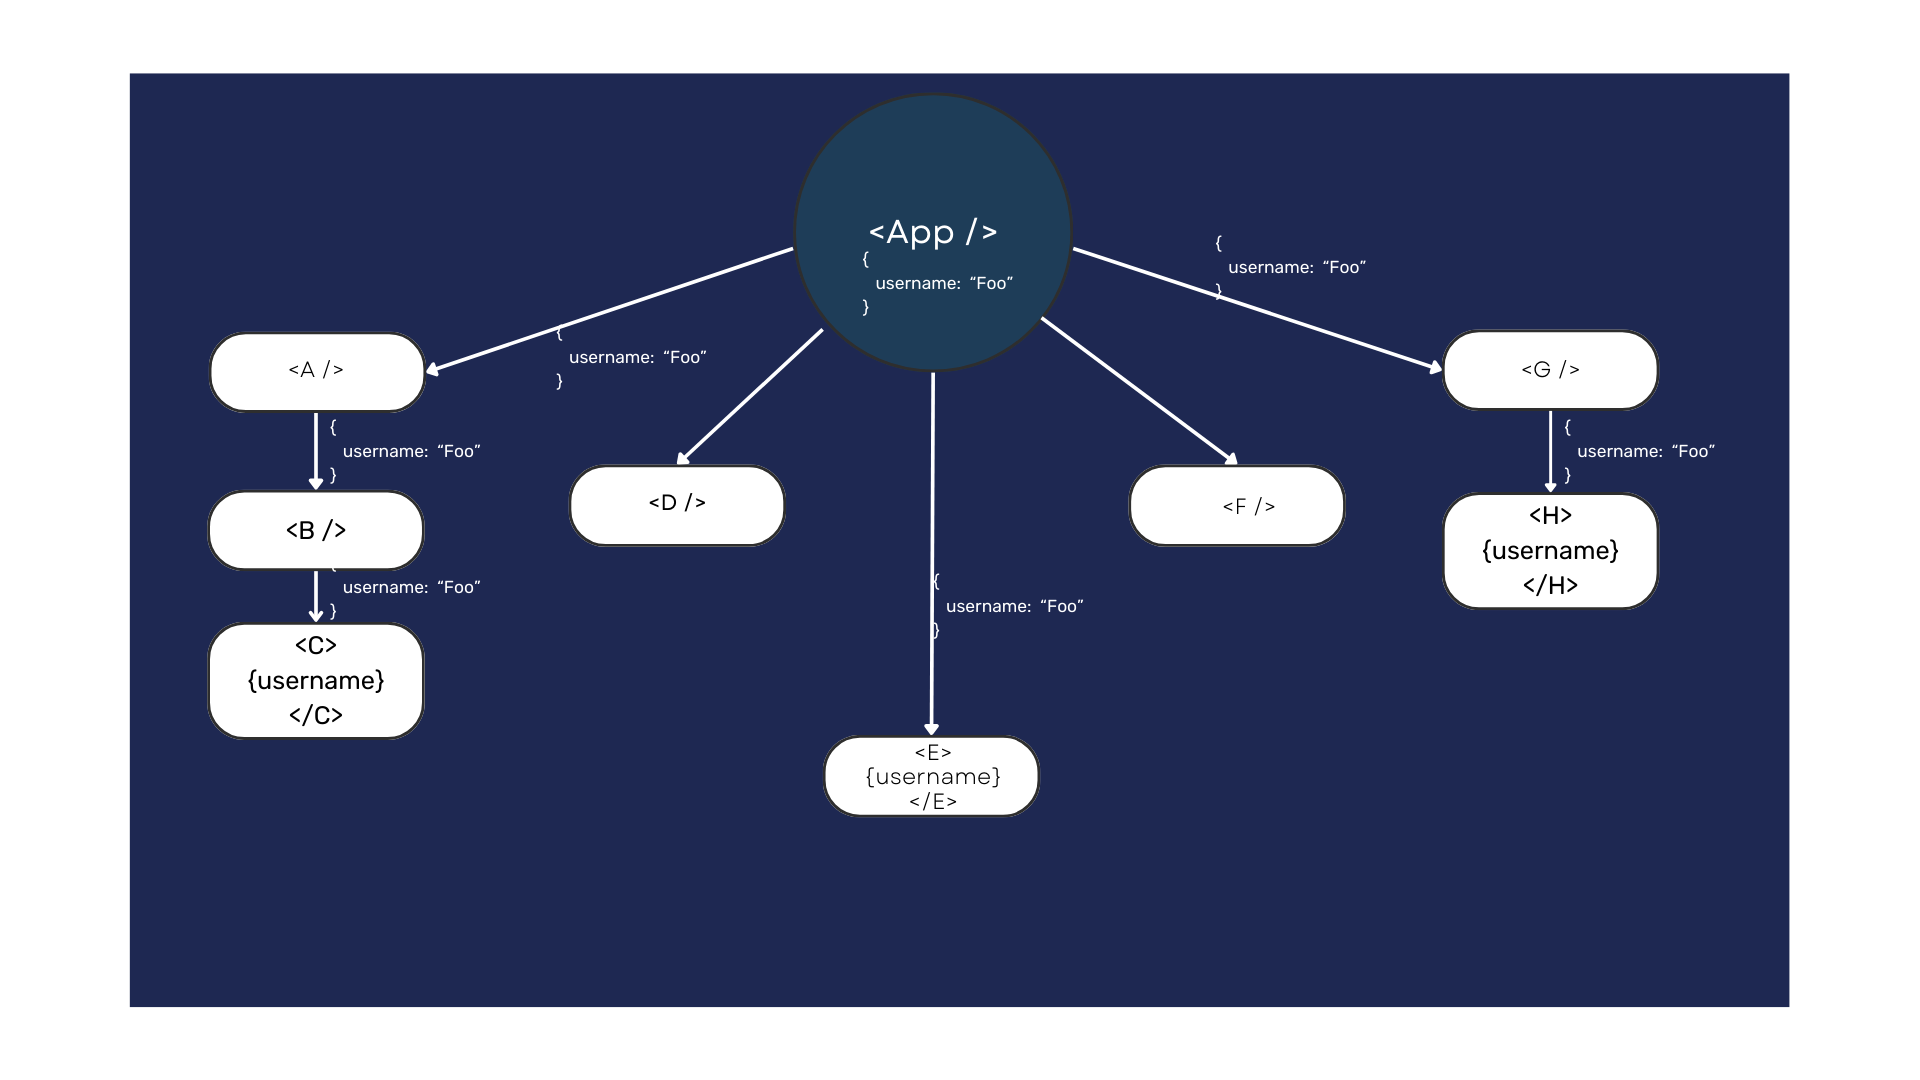 <App />
{
username: “Foo”
}
{
username: “Foo”
}
{
username: “Foo”
}
<A />
{
username: “Foo”
}
<B />
{
username: “Foo”
}
<C>
{username}
</C>
<D />
{
username: “Foo”
}
<E>
{username}
</E>
<F />
<G />
{
username: “Foo”
}
<H>
{username}
</H>